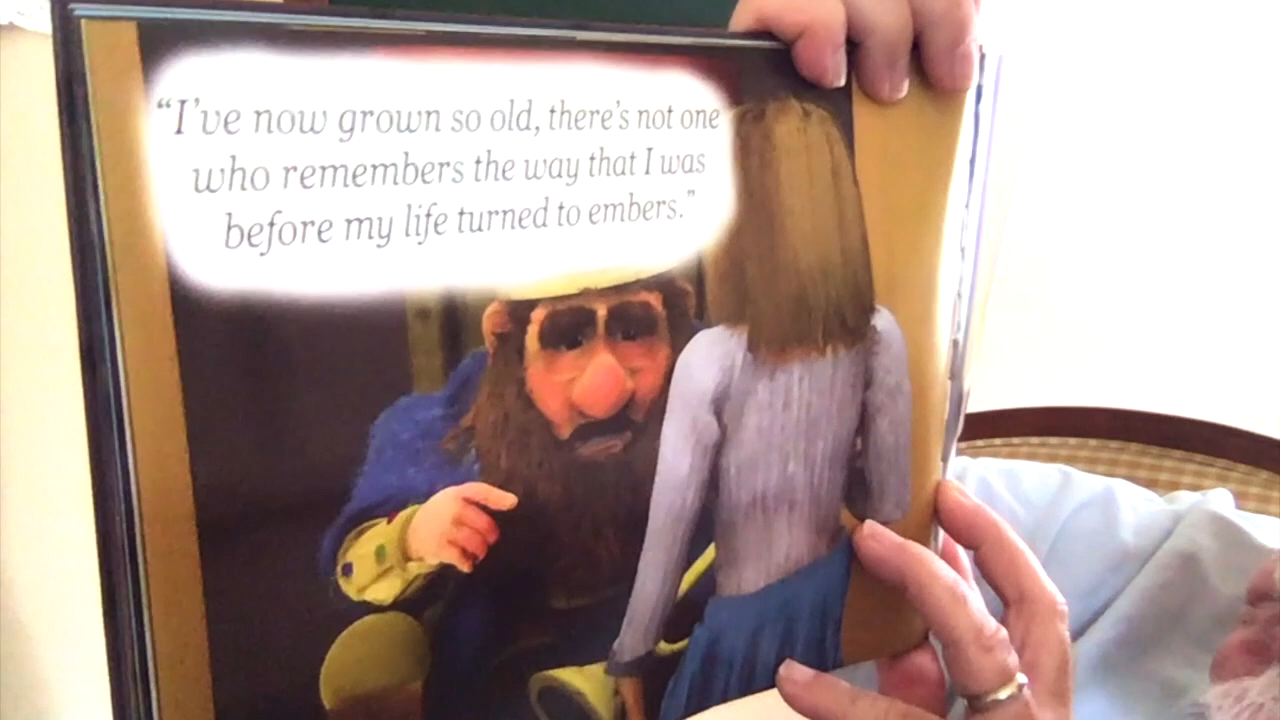 “I’ve now grown so old, there’s not one
who remembers the way that I was
before my life turned to embers.”